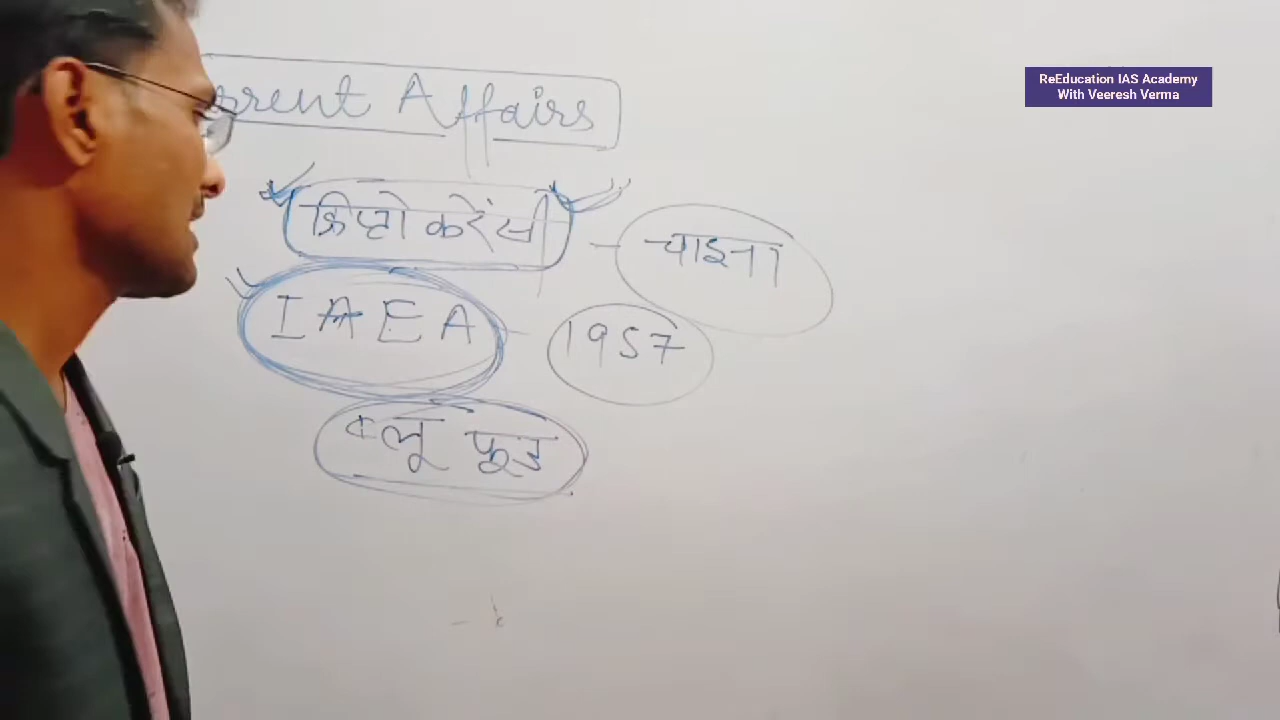 rrent Affairs
ReEducation IAS Academy
With Veeresh Verma
क्रिप्टो करेंसी - चाइना
IAEA - 1957
ब्लू फूड